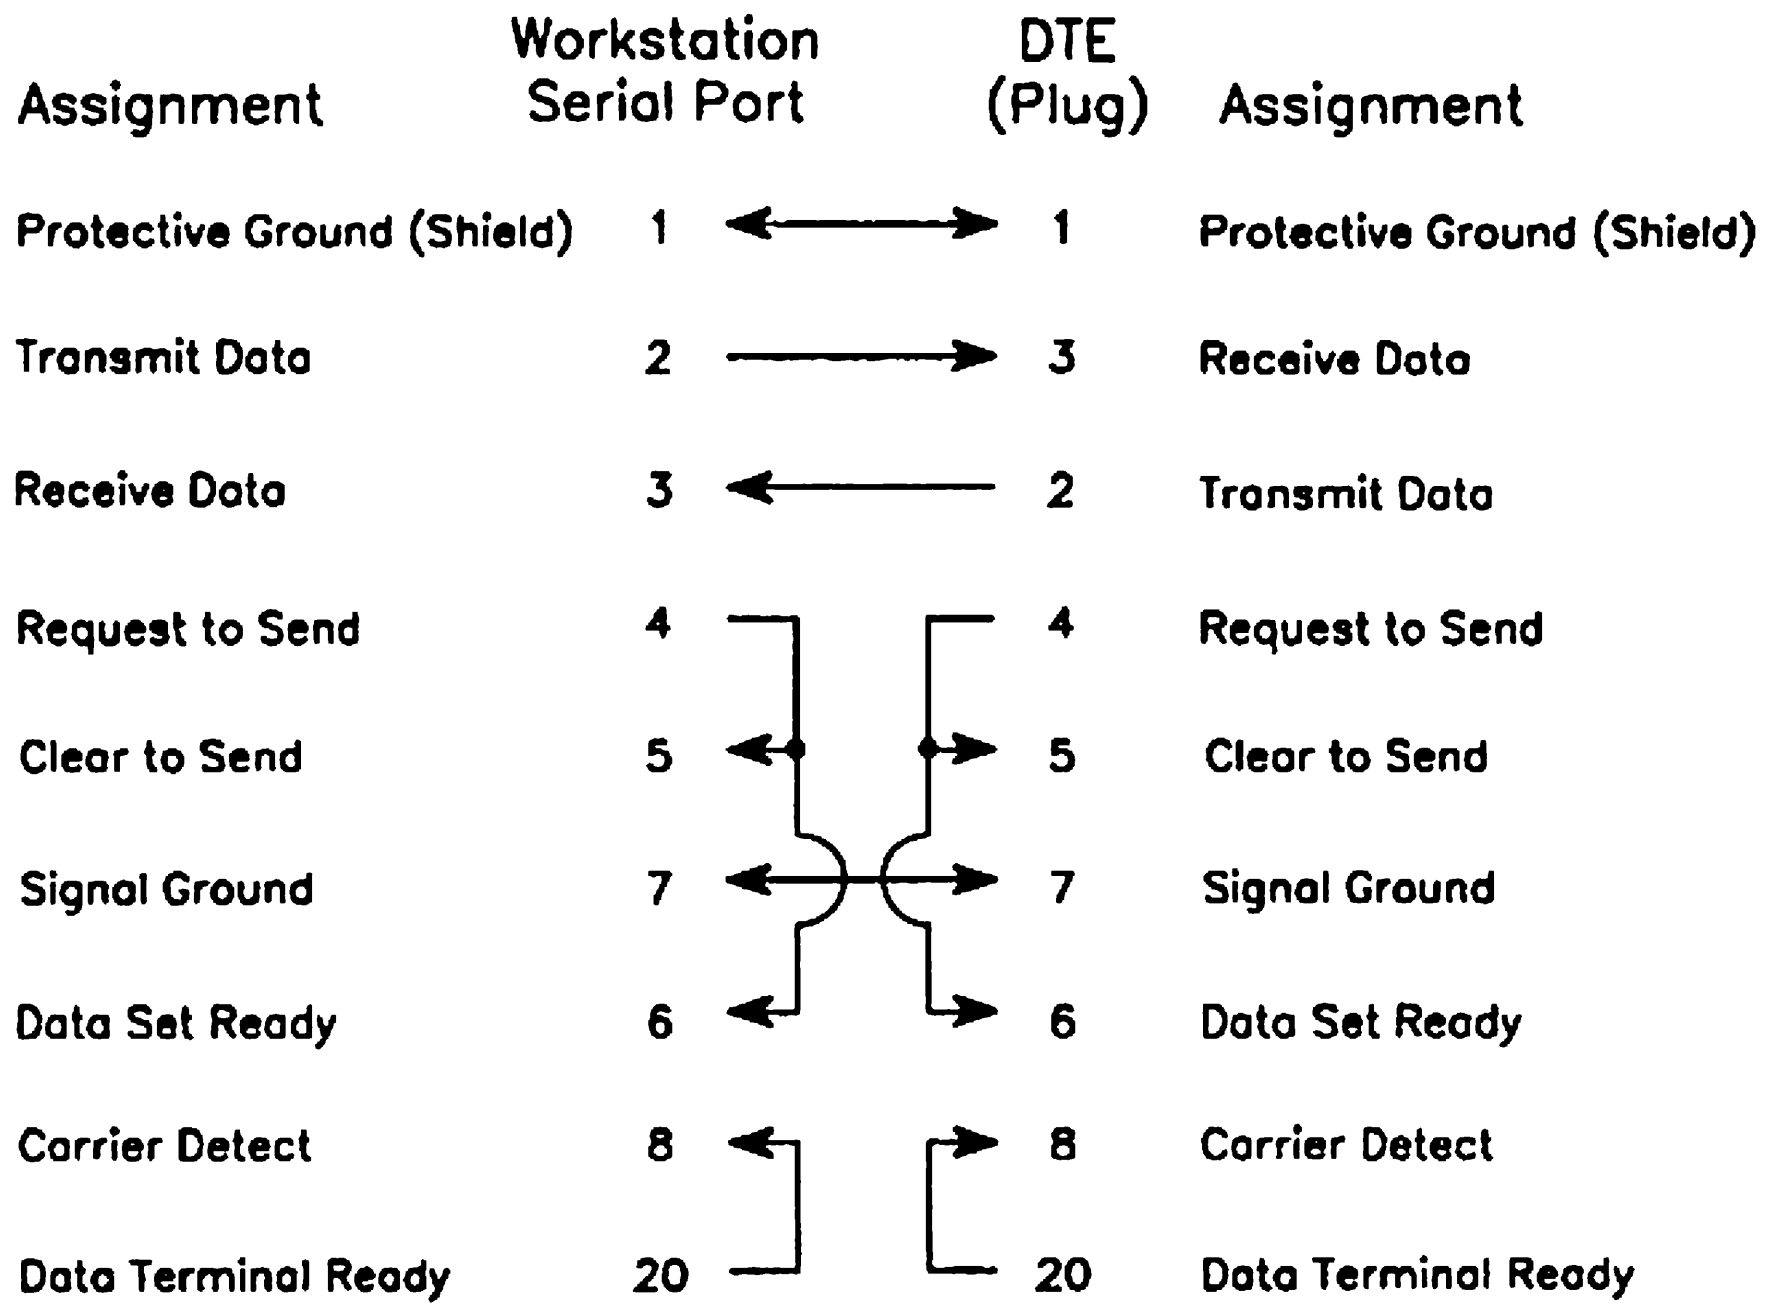 Assignment Workstation Serial Port DTE (Plug) Assignment
Protective Ground (Shield) 1 1 Protective Ground (Shield)
Transmit Data 2 3 Receive Data
Receive Data 3 2 Transmit Data
Request to Send 4 4 Request to Send
Clear to Send 5 5 Clear to Send
Signal Ground 7 7 Signal Ground
Data Set Ready 6 6 Data Set Ready
Carrier Detect 8 8 Carrier Detect
Data Terminal Ready 20 20 Data Terminal Ready